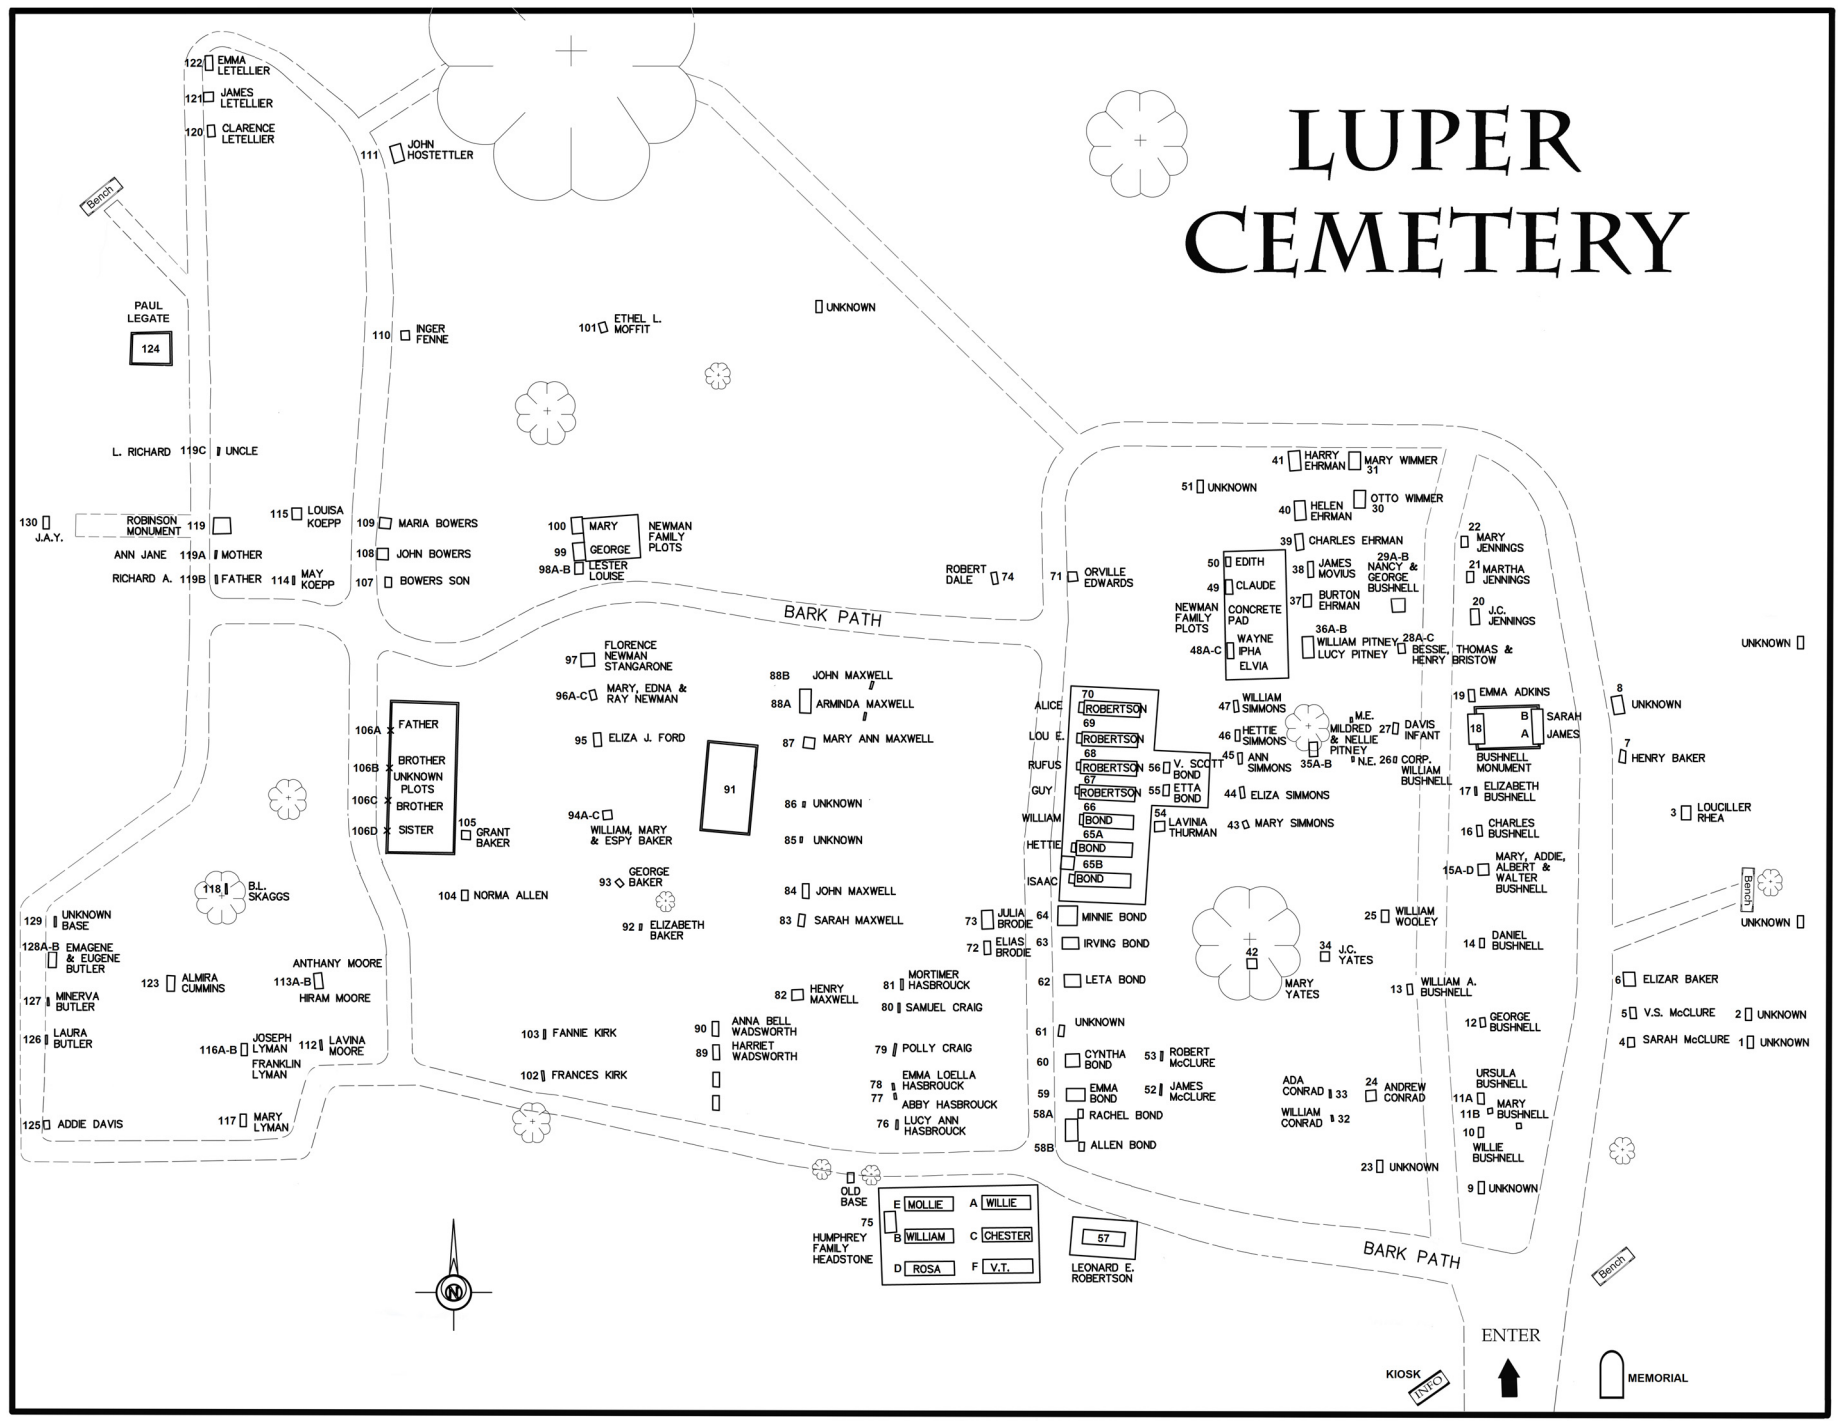 LUPER
CEMETERY
122 EMMA
LETELLIER
121 JAMES
LETELLIER
120 CLARENCE
LETELLIER
111 JOHN
HOSTETTLER
Bench
PAUL
LEGATE
124
110 INGER
FENNE
101 ETHEL L.
MOFFIT
UNKNOWN
L. RICHARD 119C UNCLE
130
J.A.Y.
ROBINSON
MONUMENT 119
ANN JANE 119A MOTHER
RICHARD A. 119B FATHER
115 LOUISA
KOEPP
114 MAY
KOEPP
109 MARIA BOWERS
108 JOHN BOWERS
107 BOWERS SON
100 MARY
99 GEORGE
NEWMAN
FAMILY
PLOTS
98A-B LESTER
LOUISE
BARK PATH
ROBERT
DALE 74
71 ORVILLE
EDWARDS
41 HARRY
EHRMAN
MARY WIMMER
31
51 UNKNOWN
40 HELEN
EHRMAN
OTTO WIMMER
30
39 CHARLES EHRMAN
22
MARY
JENNINGS
50 EDITH
49 CLAUDE
NEWMAN
FAMILY
PLOTS
CONCRETE
PAD
48A-C WAYNE
IPHA
ELVIA
38 JAMES
MOVIUS
37 BURTON
EHRMAN
29A-B
NANCY &
GEORGE
BUSHNELL
21 MARTHA
JENNINGS
20
J.C.
JENNINGS
36A-B
WILLIAM PITNEY
LUCY PITNEY
28A-C
BESSIE, THOMAS &
HENRY BRISTOW
UNKNOWN
97 FLORENCE
NEWMAN
STANGARONE
96A-C MARY, EDNA &
RAY NEWMAN
95 ELIZA J. FORD
88B JOHN MAXWELL
88A ARMINDA MAXWELL
87 MARY ANN MAXWELL
91
86 UNKNOWN
85 UNKNOWN
84 JOHN MAXWELL
83 SARAH MAXWELL
106A FATHER
106B BROTHER
UNKNOWN
PLOTS
106C BROTHER
106D SISTER
105
GRANT
BAKER
94A-C
WILLIAM, MARY
& ESPY BAKER
93 GEORGE
BAKER
92 ELIZABETH
BAKER
104 NORMA ALLEN
70
ALICE ROBERTSON
69
LOU E. ROBERTSON
68
RUFUS ROBERTSON
67
GUY ROBERTSON
66
WILLIAM BOND
65A
HETTIE BOND
65B
ISAAC BOND
56 V. SCOTT
BOND
55 ETTA
BOND
54
LAVINIA
THURMAN
47 WILLIAM
SIMMONS
46 HETTIE
SIMMONS
45 ANN
SIMMONS
44 ELIZA SIMMONS
43 MARY SIMMONS
M.E.
MILDRED
& NELLIE
PITNEY
N.E.
35A-B
27 DAVIS
INFANT
26 CORP.
WILLIAM
BUSHNELL
19 EMMA ADKINS
18
B SARAH
A JAMES
BUSHNELL
MONUMENT
17 ELIZABETH
BUSHNELL
16 CHARLES
BUSHNELL
15A-D MARY, ADDIE,
ALBERT &
WALTER
BUSHNELL
8
UNKNOWN
7
HENRY BAKER
3 LOUCILLER
RHEA
Bench
UNKNOWN
118 B.L.
SKAGGS
129 UNKNOWN
BASE
128A-B EMAGENE
& EUGENE
BUTLER
127 MINERVA
BUTLER
126 LAURA
BUTLER
125 ADDIE DAVIS
123 ALMIRA
CUMMINS
ANTHANY MOORE
113A-B
HIRAM MOORE
116A-B JOSEPH
LYMAN
FRANKLIN
LYMAN
112 LAVINA
MOORE
117 MARY
LYMAN
103 FANNIE KIRK
102 FRANCES KIRK
90 ANNA BELL
WADSWORTH
89 HARRIET
WADSWORTH
82 HENRY
MAXWELL
81 MORTIMER
HASBROUCK
80 SAMUEL CRAIG
79 POLLY CRAIG
78 EMMA LOELLA
HASBROUCK
77 ABBY HASBROUCK
76 LUCY ANN
HASBROUCK
73 JULIA
BRODIE
72 ELIAS
BRODIE
64 MINNIE BOND
63 IRVING BOND
62 LETA BOND
61 UNKNOWN
60 CYNTHA
BOND
59 EMMA
BOND
58A RACHEL BOND
58B ALLEN BOND
53 ROBERT
McCLURE
52 JAMES
McCLURE
42
MARY
YATES
34 J.C.
YATES
25 WILLIAM
WOOLEY
14 DANIEL
BUSHNELL
13 WILLIAM A.
BUSHNELL
12 GEORGE
BUSHNELL
6 ELIZAR BAKER
5 V.S. McCLURE
2 UNKNOWN
4 SARAH McCLURE
1 UNKNOWN
ADA
CONRAD 33
WILLIAM
CONRAD 32
24
ANDREW
CONRAD
URSULA
BUSHNELL
11A
11B MARY
BUSHNELL
10
WILLIE
BUSHNELL
23 UNKNOWN
9 UNKNOWN
OLD
BASE
75
HUMPHREY
FAMILY
HEADSTONE
E MOLLIE A WILLIE
B WILLIAM C CHESTER
D ROSA F V.T.
57
LEONARD E.
ROBERTSON
BARK PATH
Bench
N
ENTER
KIOSK
INFO
MEMORIAL